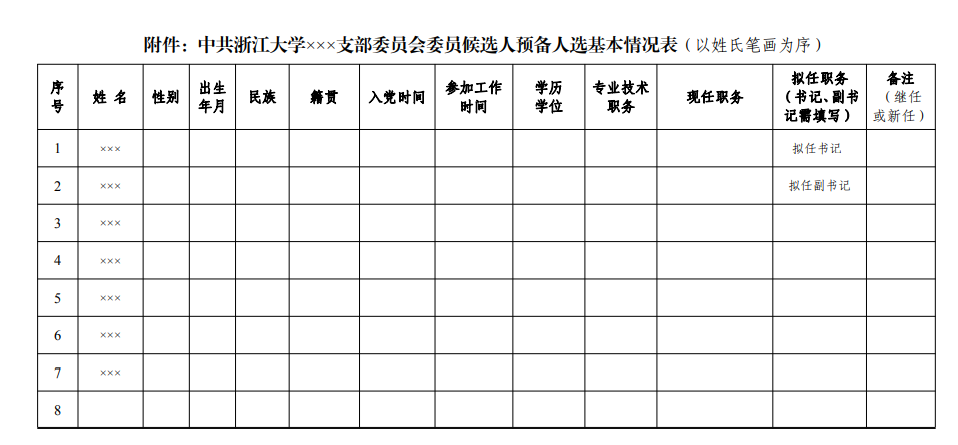 附件：中共浙江大学×××支部委员会委员候选人预备人选基本情况表（以姓氏笔画为序）
序号 姓 名 性别 出生年月 民族 籍贯 入党时间 参加工作时间 学历学位 专业技术职务 现任职务 拟任职务（书记、副书记需填写） 备注（继任或新任）
1 ××× 拟任书记
2 ××× 拟任副书记
3 ×××
4 ×××
5 ×××
6 ×××
7 ×××
8